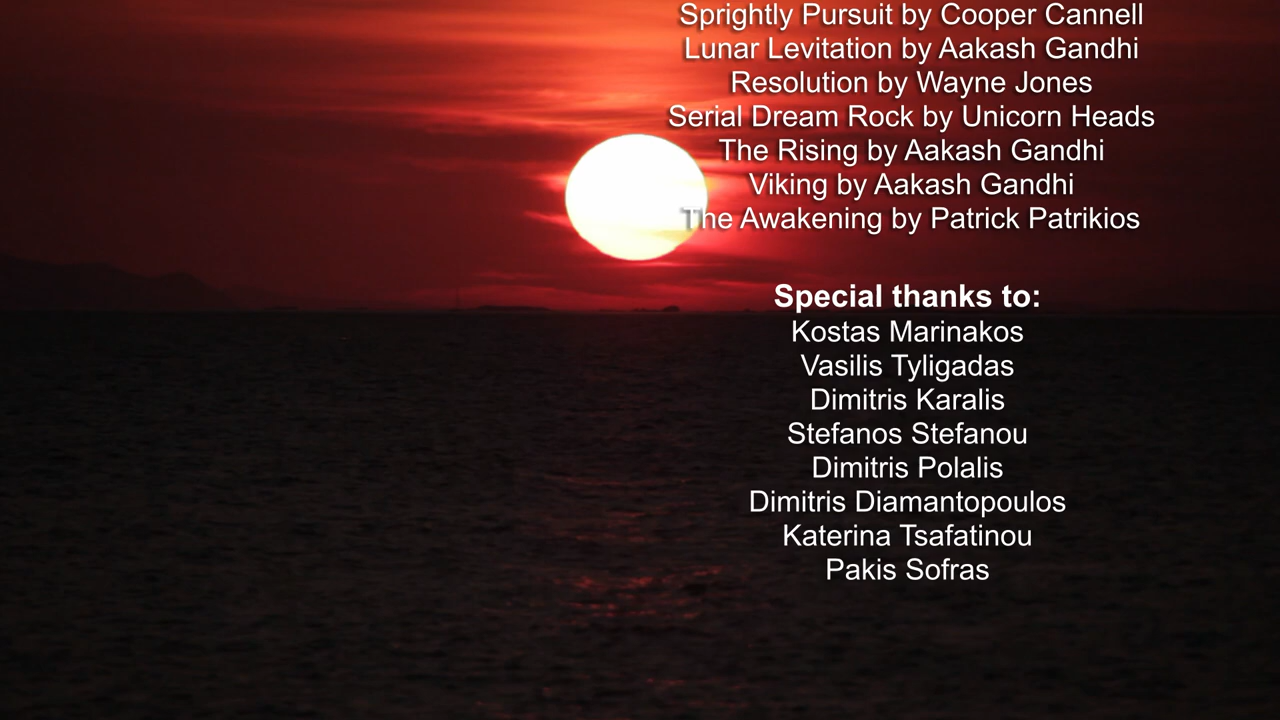 Sprightly Pursuit by Cooper Cannell
Lunar Levitation by Aakash Gandhi
Resolution by Wayne Jones
Serial Dream Rock by Unicorn Heads
The Rising by Aakash Gandhi
Viking by Aakash Gandhi
The Awakening by Patrick Patrikios
Special thanks to:
Kostas Marinakos
Vasilis Tyligadas
Dimitris Karalis
Stefanos Stefanou
Dimitris Polalis
Dimitris Diamantopoulos
Katerina Tsafatinou
Pakis Sofras